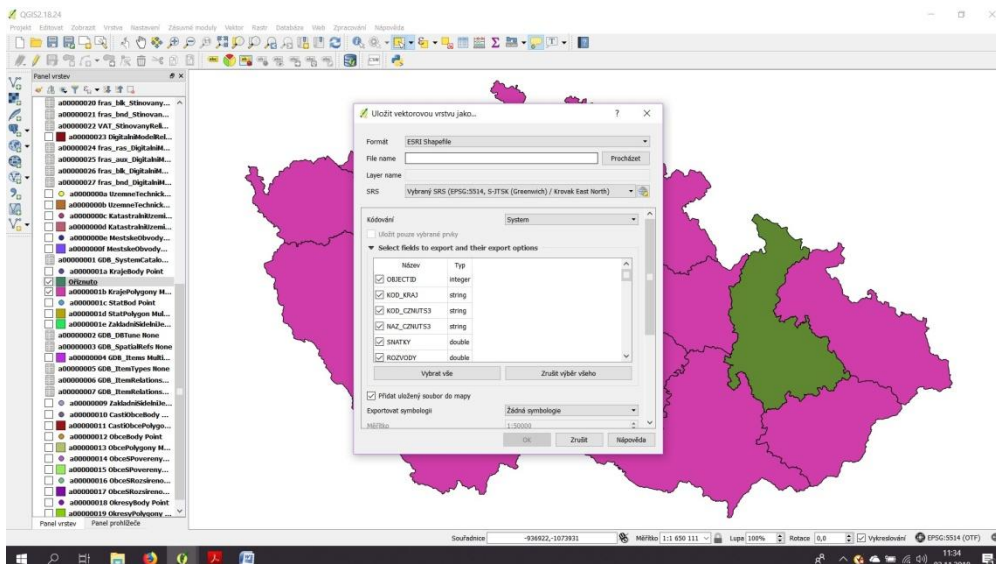 QGIS2.18.24
Projekt Editovat Zobrazit Vrstva Nastavení Zásuvné moduly Vektor Rastr Databáze Web Zpracování Nápověda
Panel vrstev
a00000020 fras_blk_Stinovany...
a00000021 fras_bnd_Stinovan...
a00000022 VAT_StinovanyReli...
a00000023 DigitalniModelRel...
a00000024 fras_ras_DigitalniM...
a00000025 fras_aux_DigitalniM...
a00000026 fras_blk_DigitalniM...
a00000027 fras_bnd_DigitalniM...
a0000000a UzemneTechnick...
a0000000b UzemneTechnick...
a0000000c KatastralniUzemi...
a0000000d KatastralniUzemi...
a0000000e MestskeObvody...
a0000000f MestskeObvody...
a00000001 GDB_SystemCatalo...
a0000001a KrajeBody Point
Oříznuto
a0000001b KrajePolygony M...
a0000001c StatBod Point
a0000001d StatPolygon Mul...
a0000001e ZakladniSidelniJe...
a00000002 GDB_DBTune None
a00000003 GDB_SpatialRefs None
a00000004 GDB_Items Multi...
a00000005 GDB_ItemTypes None
a00000006 GDB_ItemRelations...
a00000007 GDB_ItemRelations...
a00000009 ZakladniSidelniJe...
a00000010 CastiObceBody ...
a00000011 CastiObcePolygo...
a00000012 ObceBody Point
a00000013 ObcePolygony M...
a00000014 ObceSPovereny...
a00000015 ObceSPovereny...
a00000016 ObceSRozsireno...
a00000017 ObceSRozsireno...
a00000018 OkresyBody Point
a00000019 OkresyPolygony ...
Panel vrstev Panel prohlížeče
Uložit vektorovou vrstvu jako...
? ×
Formát ESRI Shapefile
File name Procházet
Layer name
SRS Vybraný SRS (EPSG:5514, S-JTSK (Greenwich) / Krovak East North)
Kódování System
Uložit pouze vybrané prvky
Select fields to export and their export options
Název Typ
OBJECTID integer
KOD_KRAJ string
KOD_CZNUTS3 string
NAZ_CZNUTS3 string
SNATKY double
ROZVODY double
Vybrat vše Zrušit výběr všeho
Přidat uložený soubor do mapy
Exportovat symbologii Žádná symbologie
Měřítko 1:50000
OK Zrušit Nápověda
Souřadnice -936922,-1073931 Měřítko 1:1 650 111 Lupa 100% Rotace 0,0 Vykreslování EPSG:5514 (OTF)
11:34